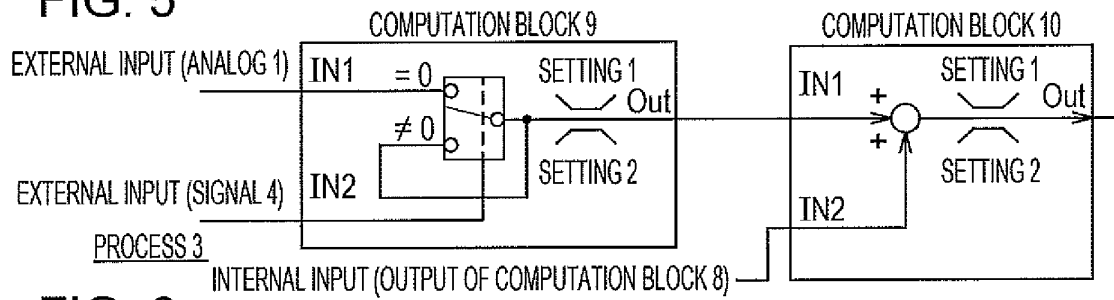 FIG. 5
COMPUTATION BLOCK 9
COMPUTATION BLOCK 10
EXTERNAL INPUT (ANALOG 1)
IN1
= 0
≠ 0
SETTING 1
Out
SETTING 2
EXTERNAL INPUT (SIGNAL 4)
IN2
PROCESS 3
INTERNAL INPUT (OUTPUT OF COMPUTATION BLOCK 8)
IN1
+
+
SETTING 1
Out
SETTING 2
IN2